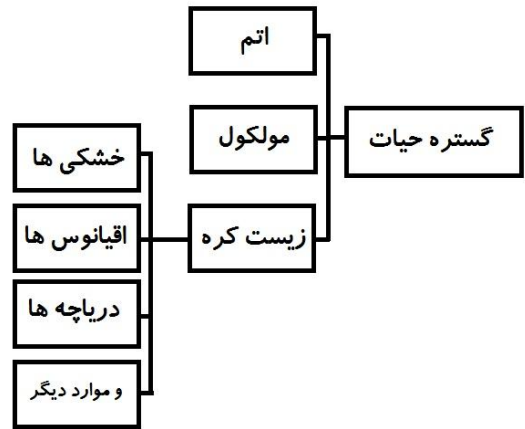 گستره حیات
اتم
مولکول
زیست کره
خشکی ها
اقیانوس ها
دریاچه ها
و موارد دیگر